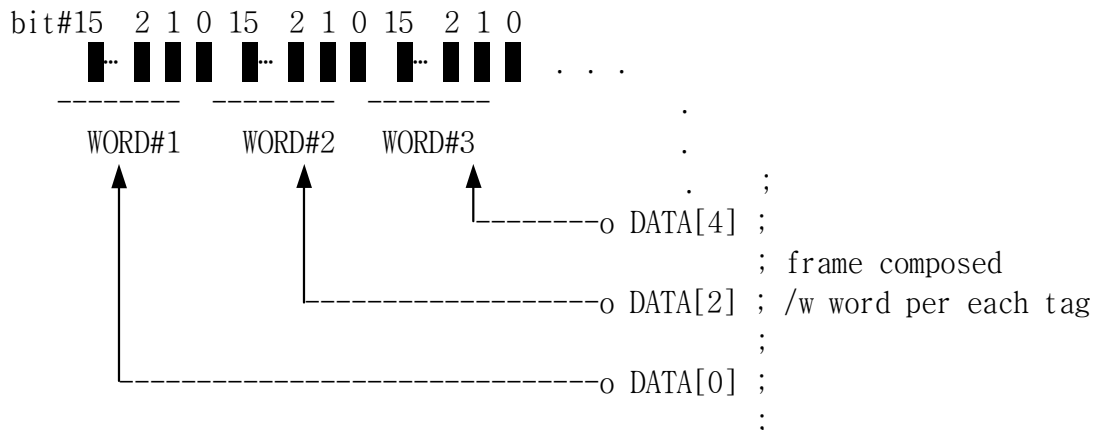 bit#15 2 1 0 15 2 1 0 15 2 1 0
… … … . . .
-------- -------- --------
.
WORD#1 WORD#2 WORD#3 .
. ;
--------o DATA[4] ;
; frame composed
-------------------o DATA[2] ; /w word per each tag
;
-------------------------------o DATA[0] ;
;